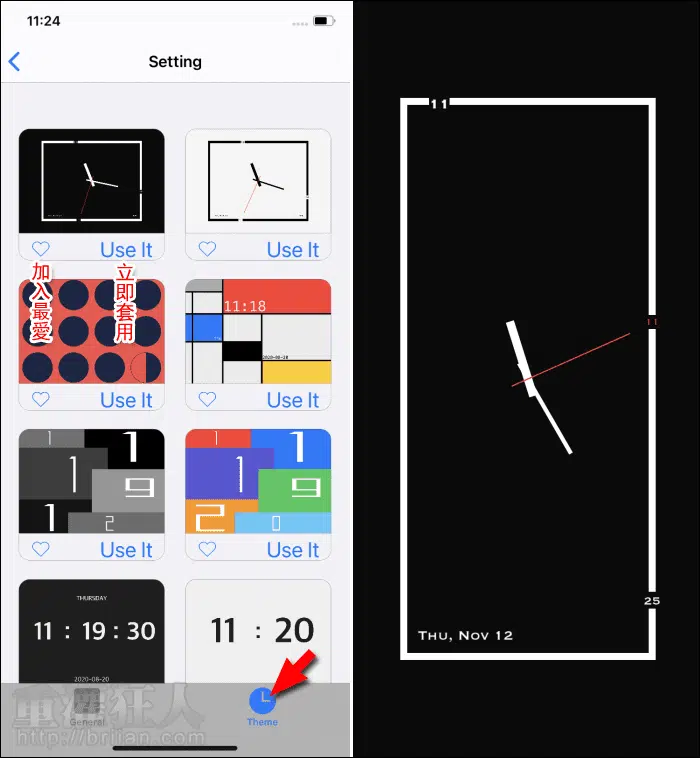 11:24
Setting
Use It
Use It
加入最愛
立即套用
11:18
2020-08-20
Use It
Use It
1
1
1
9
1
2
1
1
1
9
2
0
Use It
Use It
THURSDAY
11 : 19 : 30
2020-08-20
11 : 20
General
Theme
重灌狂人
http://briian.com
11
11
25
Thu, Nov 12